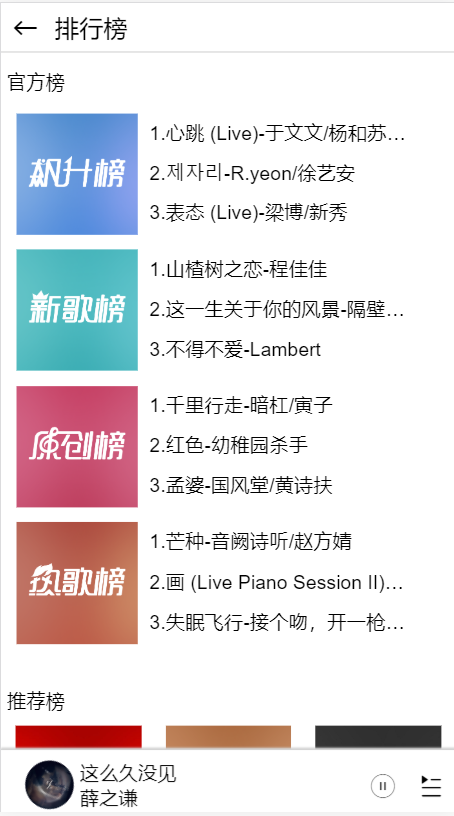 排行榜
官方榜
飙升榜
1.心跳 (Live)-于文文/杨和苏…
2.제자리-R.yeon/徐艺安
3.表态 (Live)-梁博/新秀
新歌榜
1.山楂树之恋-程佳佳
2.这一生关于你的风景-隔壁…
3.不得不爱-Lambert
原创榜
1.千里行走-暗杠/寅子
2.红色-幼稚园杀手
3.孟婆-国风堂/黄诗扶
热歌榜
1.芒种-音阙诗听/赵方婧
2.画 (Live Piano Session II)…
3.失眠飞行-接个吻，开一枪…
推荐榜
这么久没见
薛之谦